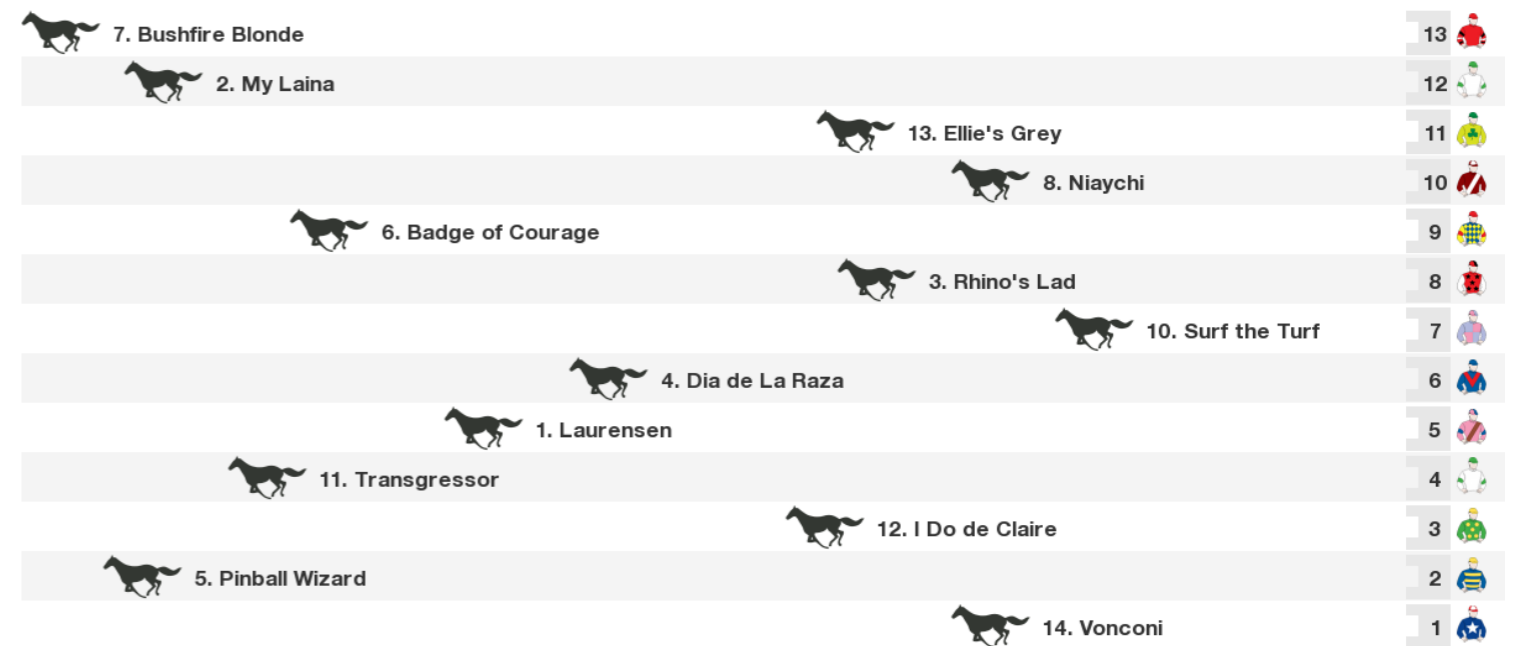 7. Bushfire Blonde 13
2. My Laina 12
13. Ellie's Grey 11
8. Niaychi 10
6. Badge of Courage 9
3. Rhino's Lad 8
10. Surf the Turf 7
4. Dia de La Raza 6
1. Laurensen 5
11. Transgressor 4
12. I Do de Claire 3
5. Pinball Wizard 2
14. Vonconi 1